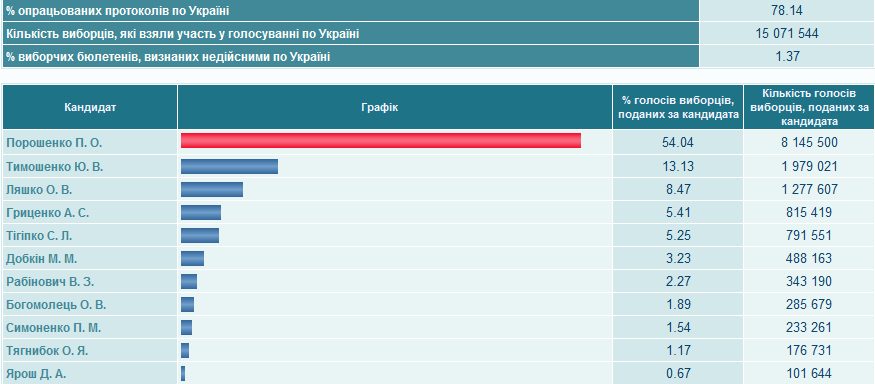 % опрацьованих протоколів по Україні 78.14
Кількість виборців, які взяли участь у голосуванні по Україні 15 071 544
% виборчих бюлетенів, визнаних недійсними по Україні 1.37
Кандидат Графік % голосів виборців, поданих за кандидата Кількість голосів виборців, поданих за кандидата
Порошенко П. О. 54.04 8 145 500
Тимошенко Ю. В. 13.13 1 979 021
Ляшко О. В. 8.47 1 277 607
Гриценко А. С. 5.41 815 419
Тігіпко С. Л. 5.25 791 551
Добкін М. М. 3.23 488 163
Рабінович В. З. 2.27 343 190
Богомолець О. В. 1.89 285 679
Симоненко П. М. 1.54 233 261
Тягнибок О. Я. 1.17 176 731
Ярош Д. А. 0.67 101 644